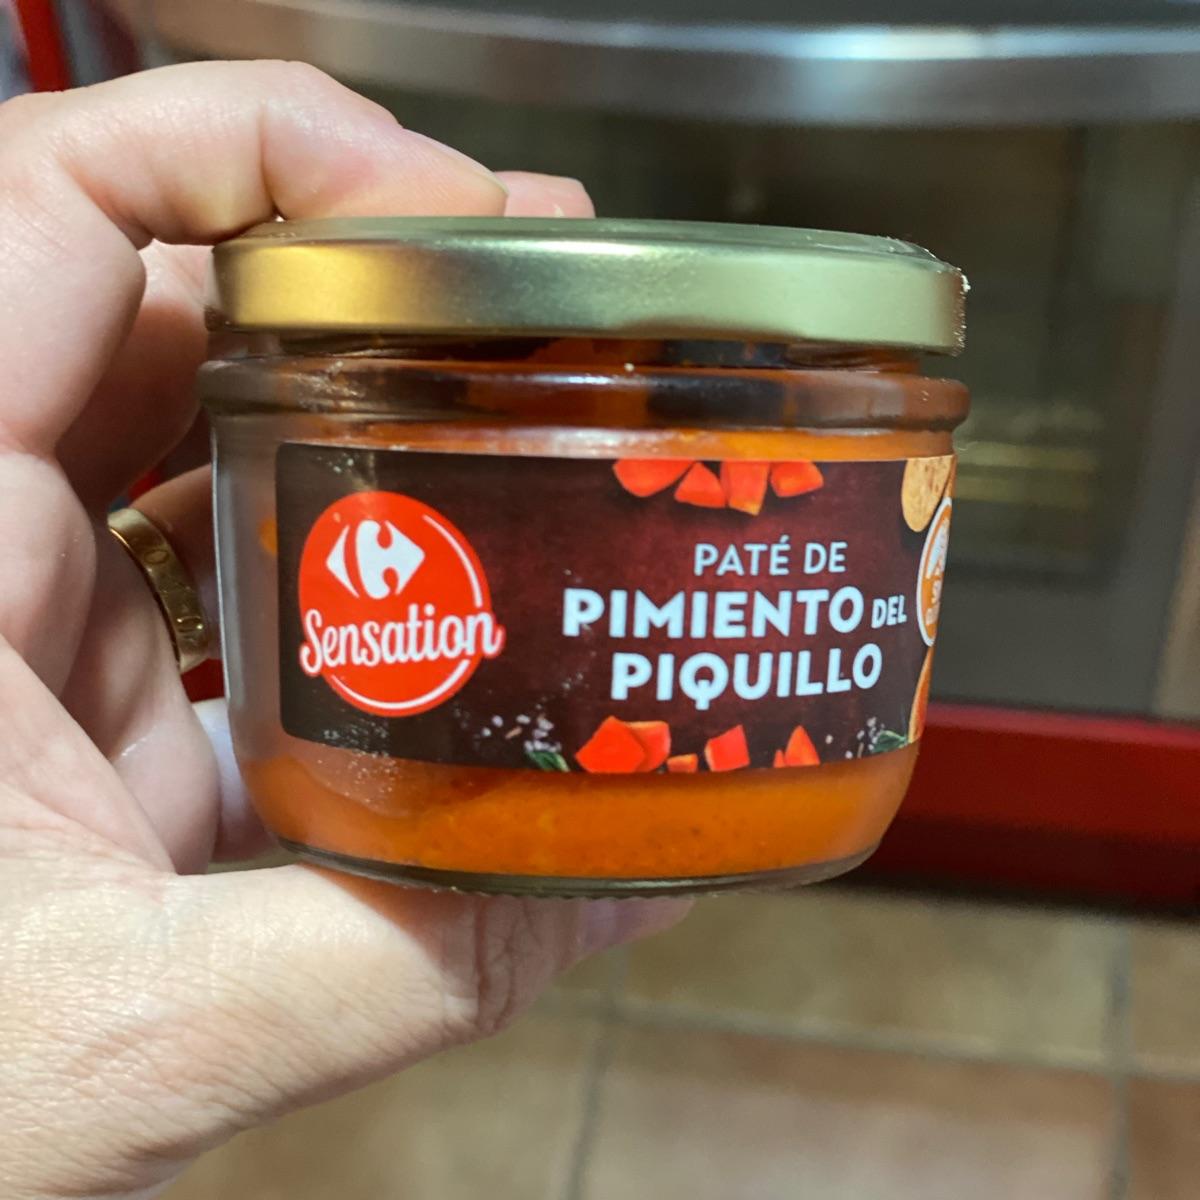 Sensation
PATÉ DE
PIMIENTO DEL
PIQUILLO